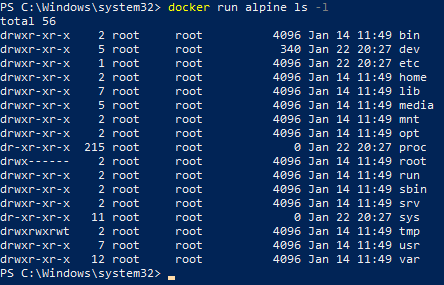 PS C:\Windows\system32> docker run alpine ls -l
total 56
drwxr-xr-x    2 root     root          4096 Jan 14 11:49 bin
drwxr-xr-x    5 root     root           340 Jan 22 20:27 dev
drwxr-xr-x    1 root     root          4096 Jan 22 20:27 etc
drwxr-xr-x    2 root     root          4096 Jan 14 11:49 home
drwxr-xr-x    7 root     root          4096 Jan 14 11:49 lib
drwxr-xr-x    5 root     root          4096 Jan 14 11:49 media
drwxr-xr-x    2 root     root          4096 Jan 14 11:49 mnt
drwxr-xr-x    2 root     root          4096 Jan 14 11:49 opt
dr-xr-xr-x  215 root     root             0 Jan 22 20:27 proc
drwx------    2 root     root          4096 Jan 14 11:49 root
drwxr-xr-x    2 root     root          4096 Jan 14 11:49 run
drwxr-xr-x    2 root     root          4096 Jan 14 11:49 sbin
drwxr-xr-x    2 root     root          4096 Jan 14 11:49 srv
dr-xr-xr-x   11 root     root             0 Jan 22 20:27 sys
drwxrwxrwt    2 root     root          4096 Jan 14 11:49 tmp
drwxr-xr-x    7 root     root          4096 Jan 14 11:49 usr
drwxr-xr-x   12 root     root          4096 Jan 14 11:49 var
PS C:\Windows\system32>